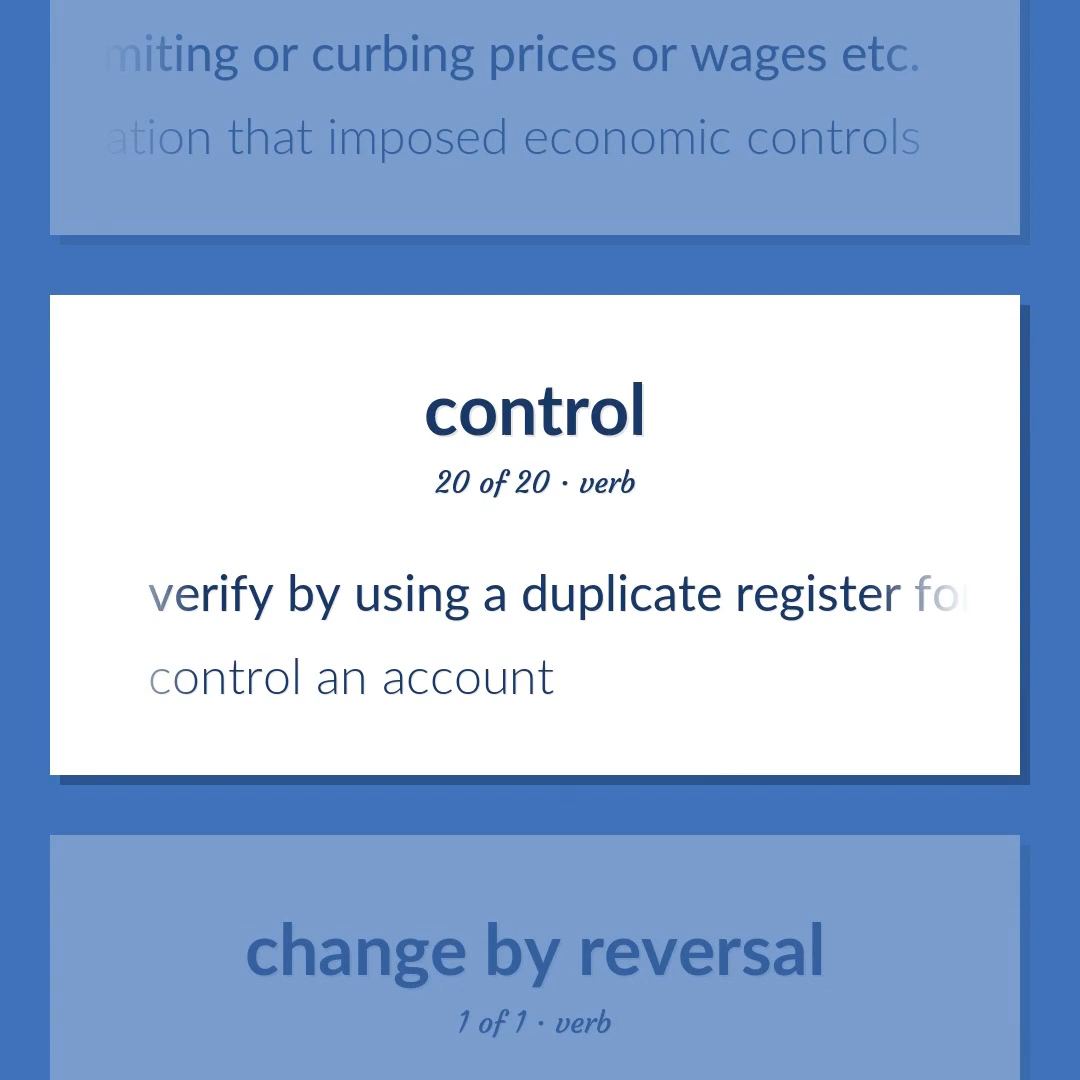 miting or curbing prices or wages etc.
ation that imposed economic controls
control
20 of 20 · verb
verify by using a duplicate register fo
control an account
change by reversal
1 of 1 · verb